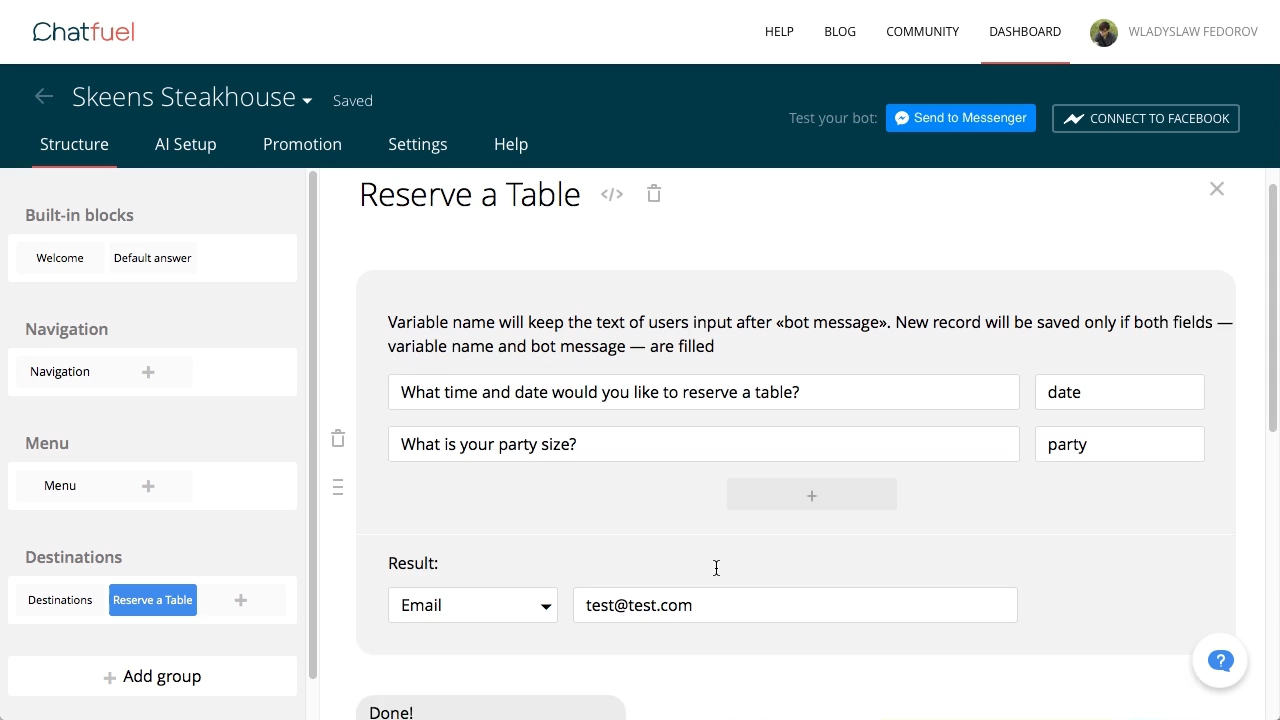 Chatfuel
HELP
BLOG
COMMUNITY
DASHBOARD
WLADYSLAW FEDOROV
Skeens Steakhouse
Saved
Test your bot:
Send to Messenger
CONNECT TO FACEBOOK
Structure
AI Setup
Promotion
Settings
Help
Built-in blocks
Welcome
Default answer
Navigation
Navigation
+
Menu
Menu
+
Destinations
Destinations
Reserve a Table
+
+ Add group
Reserve a Table </>
Variable name will keep the text of users input after «bot message». New record will be saved only if both fields —
variable name and bot message — are filled
What time and date would you like to reserve a table?
date
What is your party size?
party
+
Result:
Email
test@test.com
?
Done!